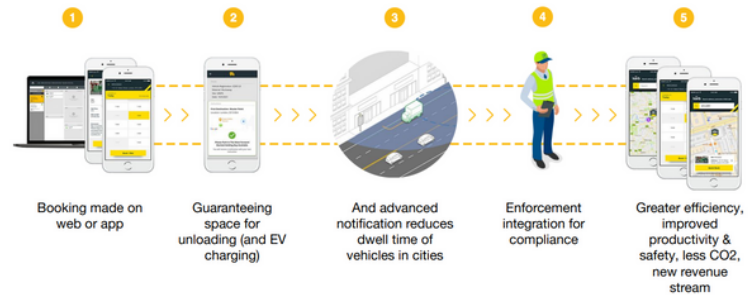 1
2
3
4
5
Booking made on
web or app
Guaranteeing
space for
unloading (and EV
charging)
And advanced
notification reduces
dwell time of
vehicles in cities
Enforcement
integration for
compliance
Greater efficiency,
improved
productivity &
safety, less CO2,
new revenue
stream